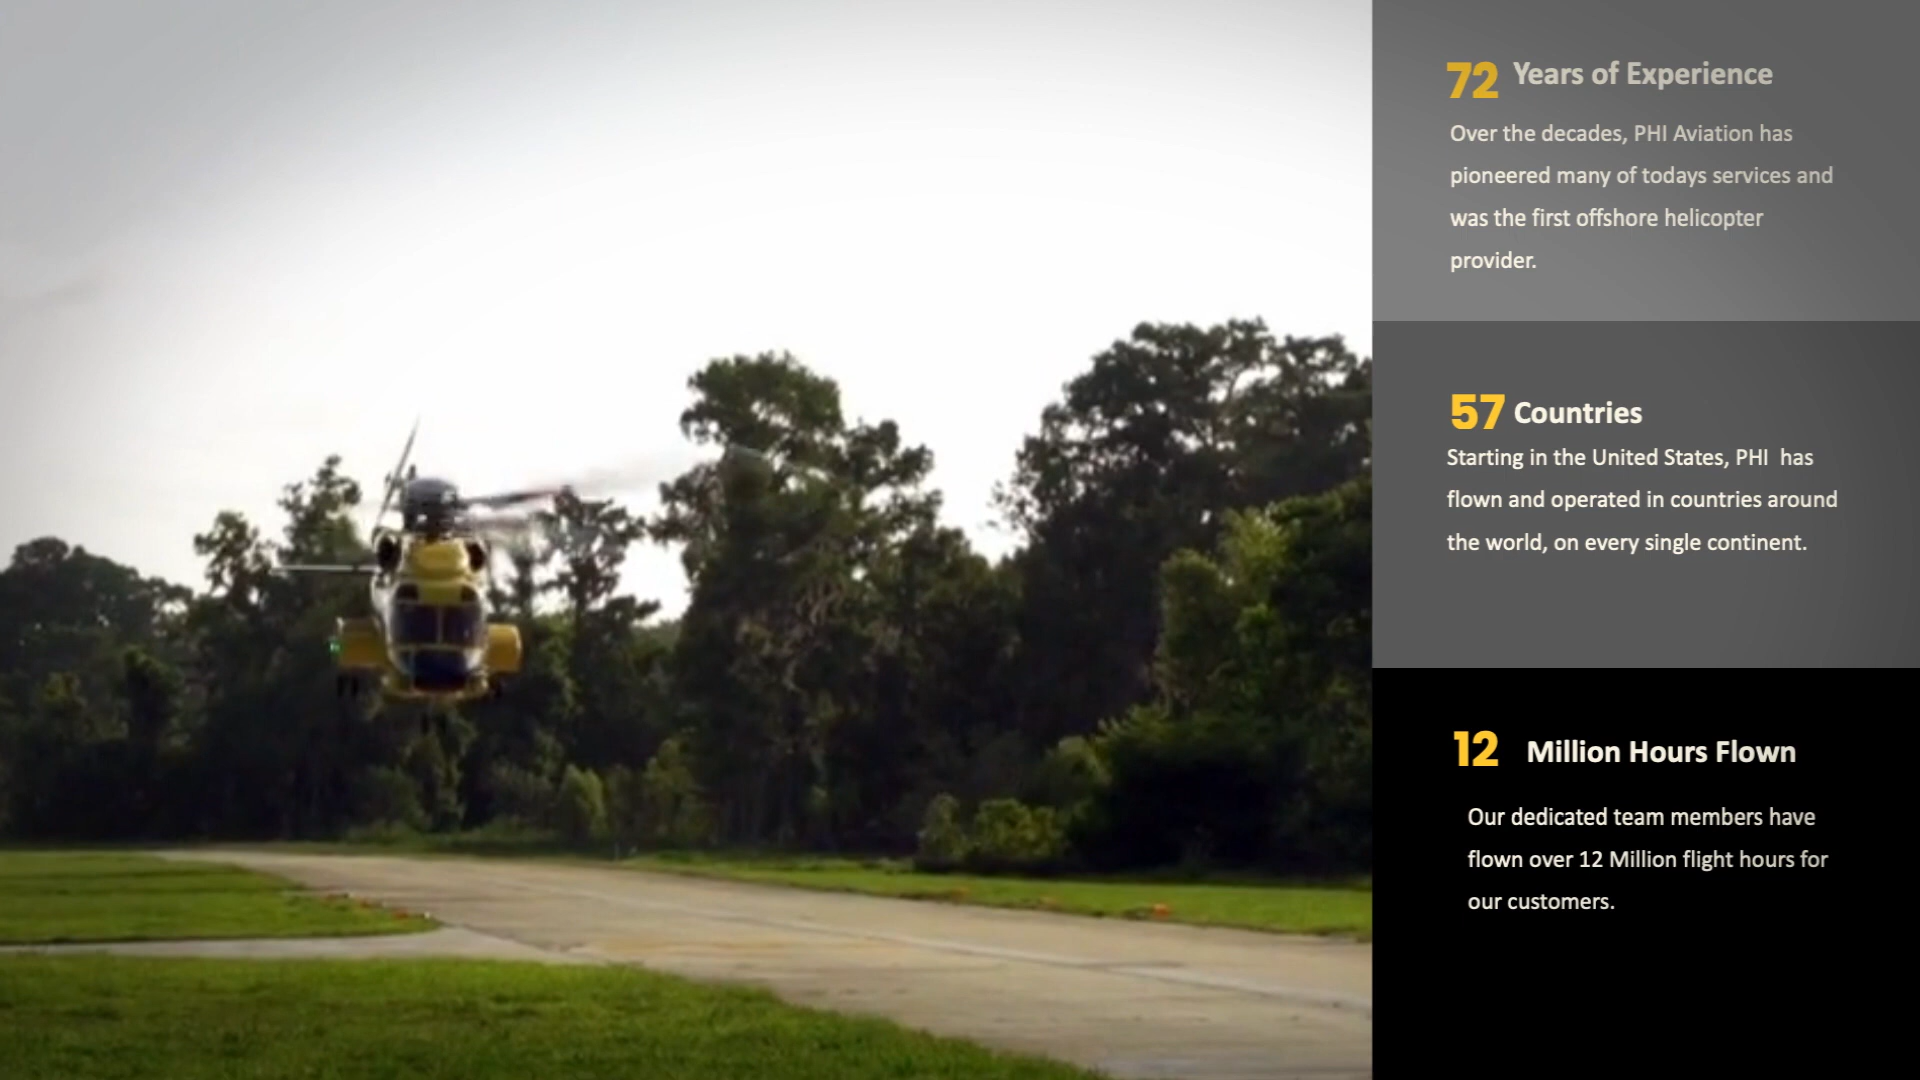 72 Years of Experience
Over the decades, PHI Aviation has
pioneered many of todays services and
was the first offshore helicopter
provider.
57 Countries
Starting in the United States, PHI  has
flown and operated in countries around
the world, on every single continent.
12 Million Hours Flown
Our dedicated team members have
flown over 12 Million flight hours for
our customers.